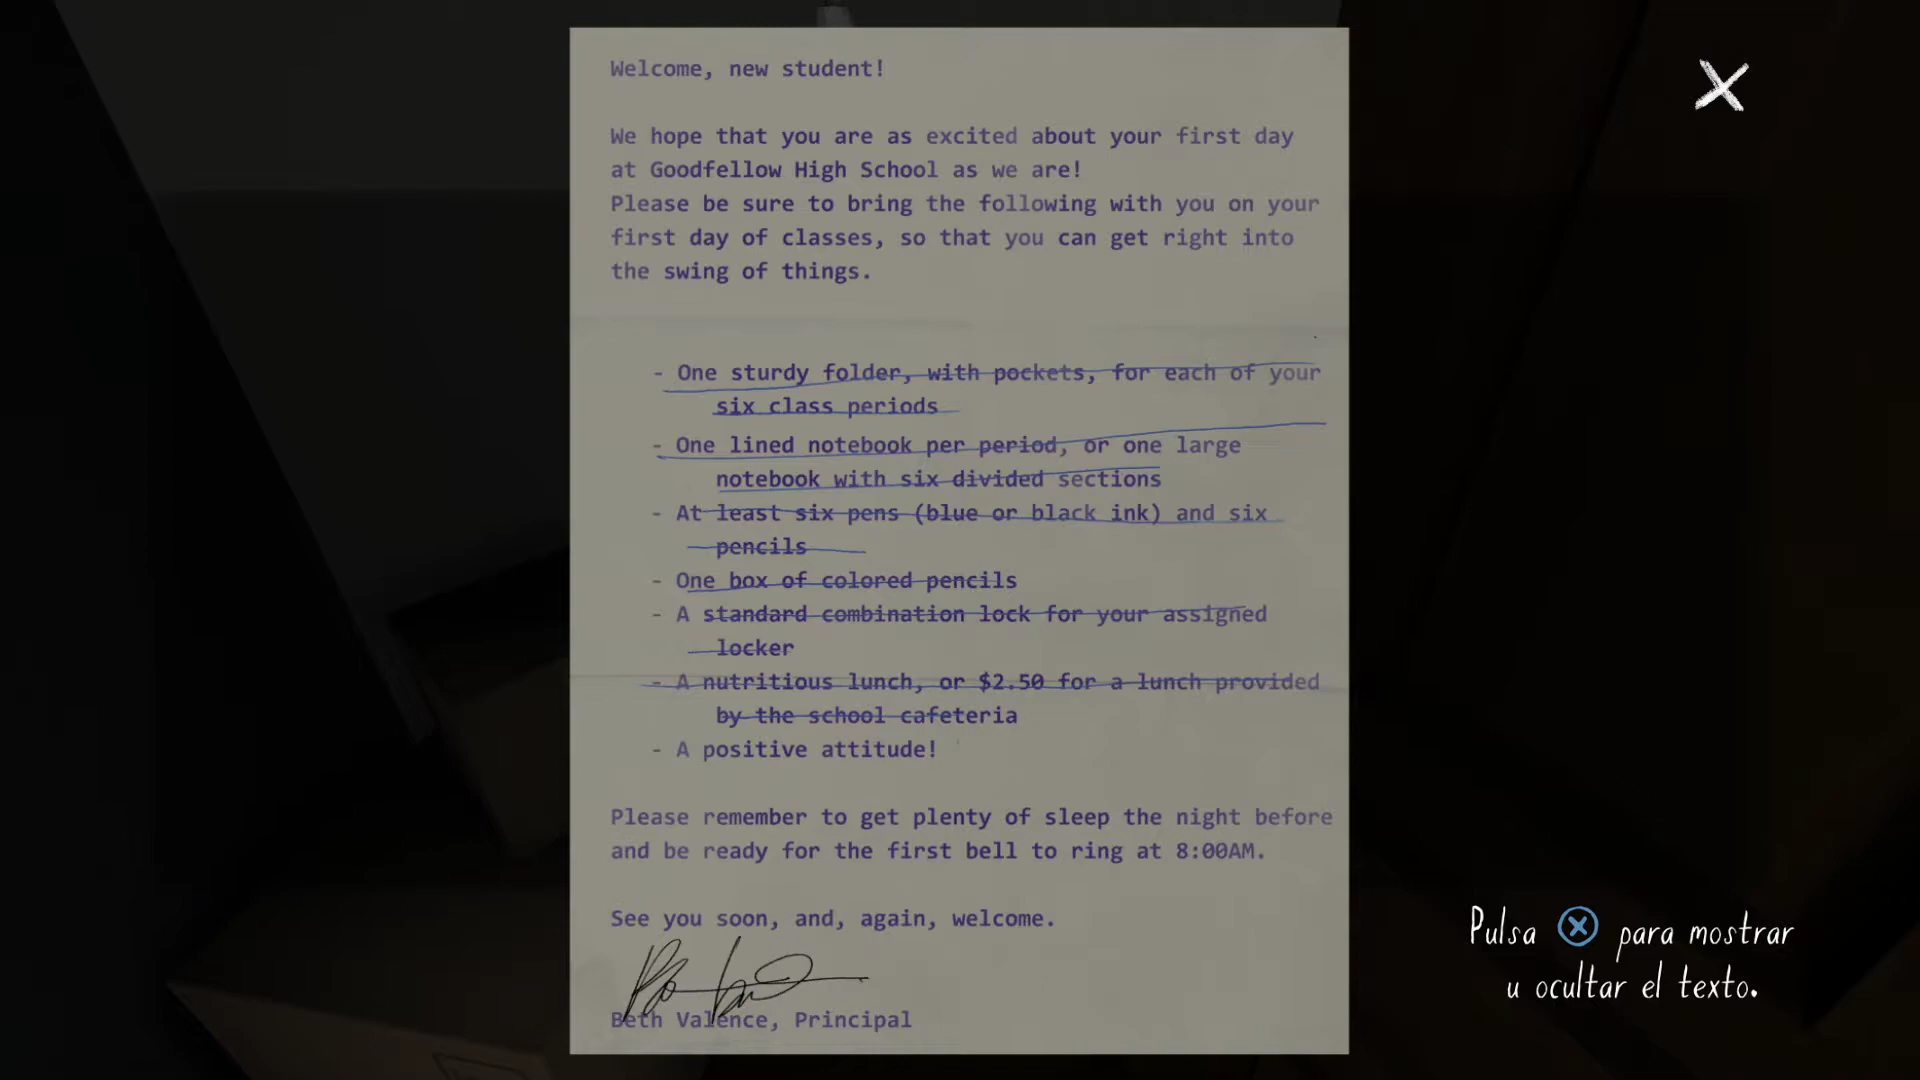 Welcome, new student!
We hope that you are as excited about your first day
at Goodfellow High School as we are!
Please be sure to bring the following with you on your
first day of classes, so that you can get right into
the swing of things.
- One sturdy folder, with pockets, for each of your
six class periods
- One lined notebook per period, or one large
notebook with six divided sections
- At least six pens (blue or black ink) and six
pencils
- One box of colored pencils
- A standard combination lock for your assigned
locker
- A nutritious lunch, or $2.50 for a lunch provided
by the school cafeteria
- A positive attitude!
Please remember to get plenty of sleep the night before
and be ready for the first bell to ring at 8:00AM.
See you soon, and, again, welcome.
Beth Valence, Principal
Pulsa para mostrar
u ocultar el texto.